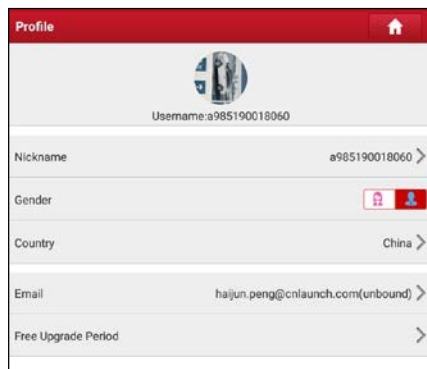 Profile
Username:a985190018060
Nickname a985190018060
Gender
Country China
Email haijun.peng@cnlaunch.com(unbound)
Free Upgrade Period